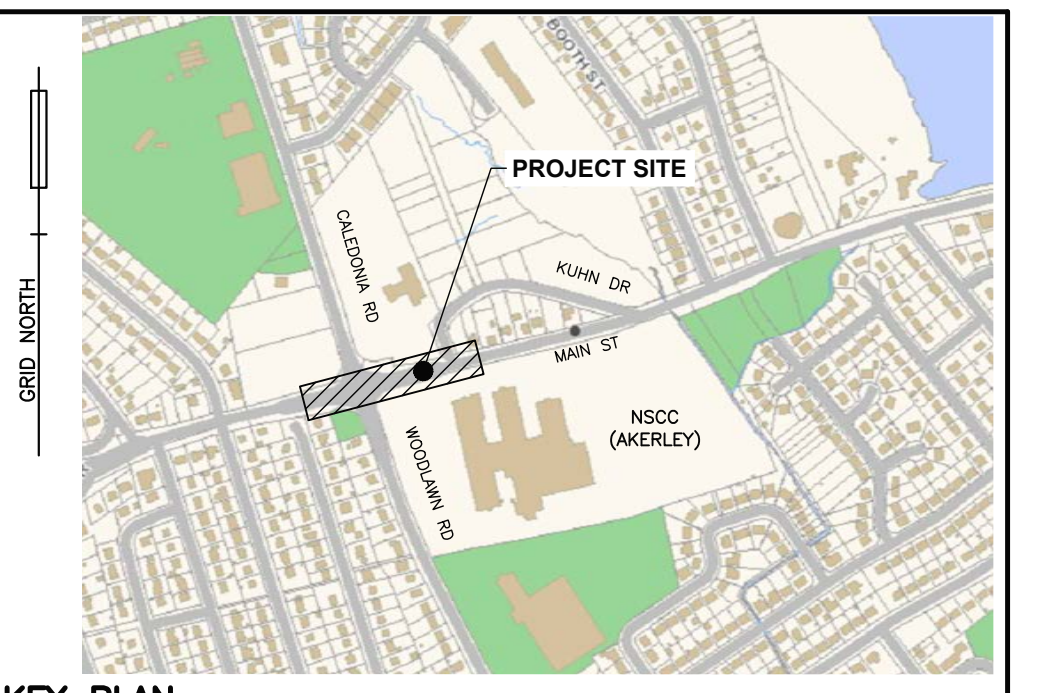 BOOTH ST
PROJECT SITE
CALEDONIA RD
KUHN DR
MAIN ST
GRID NORTH
NSCC
(AKERLEY)
WOODLAWN RD
KEY PLAN